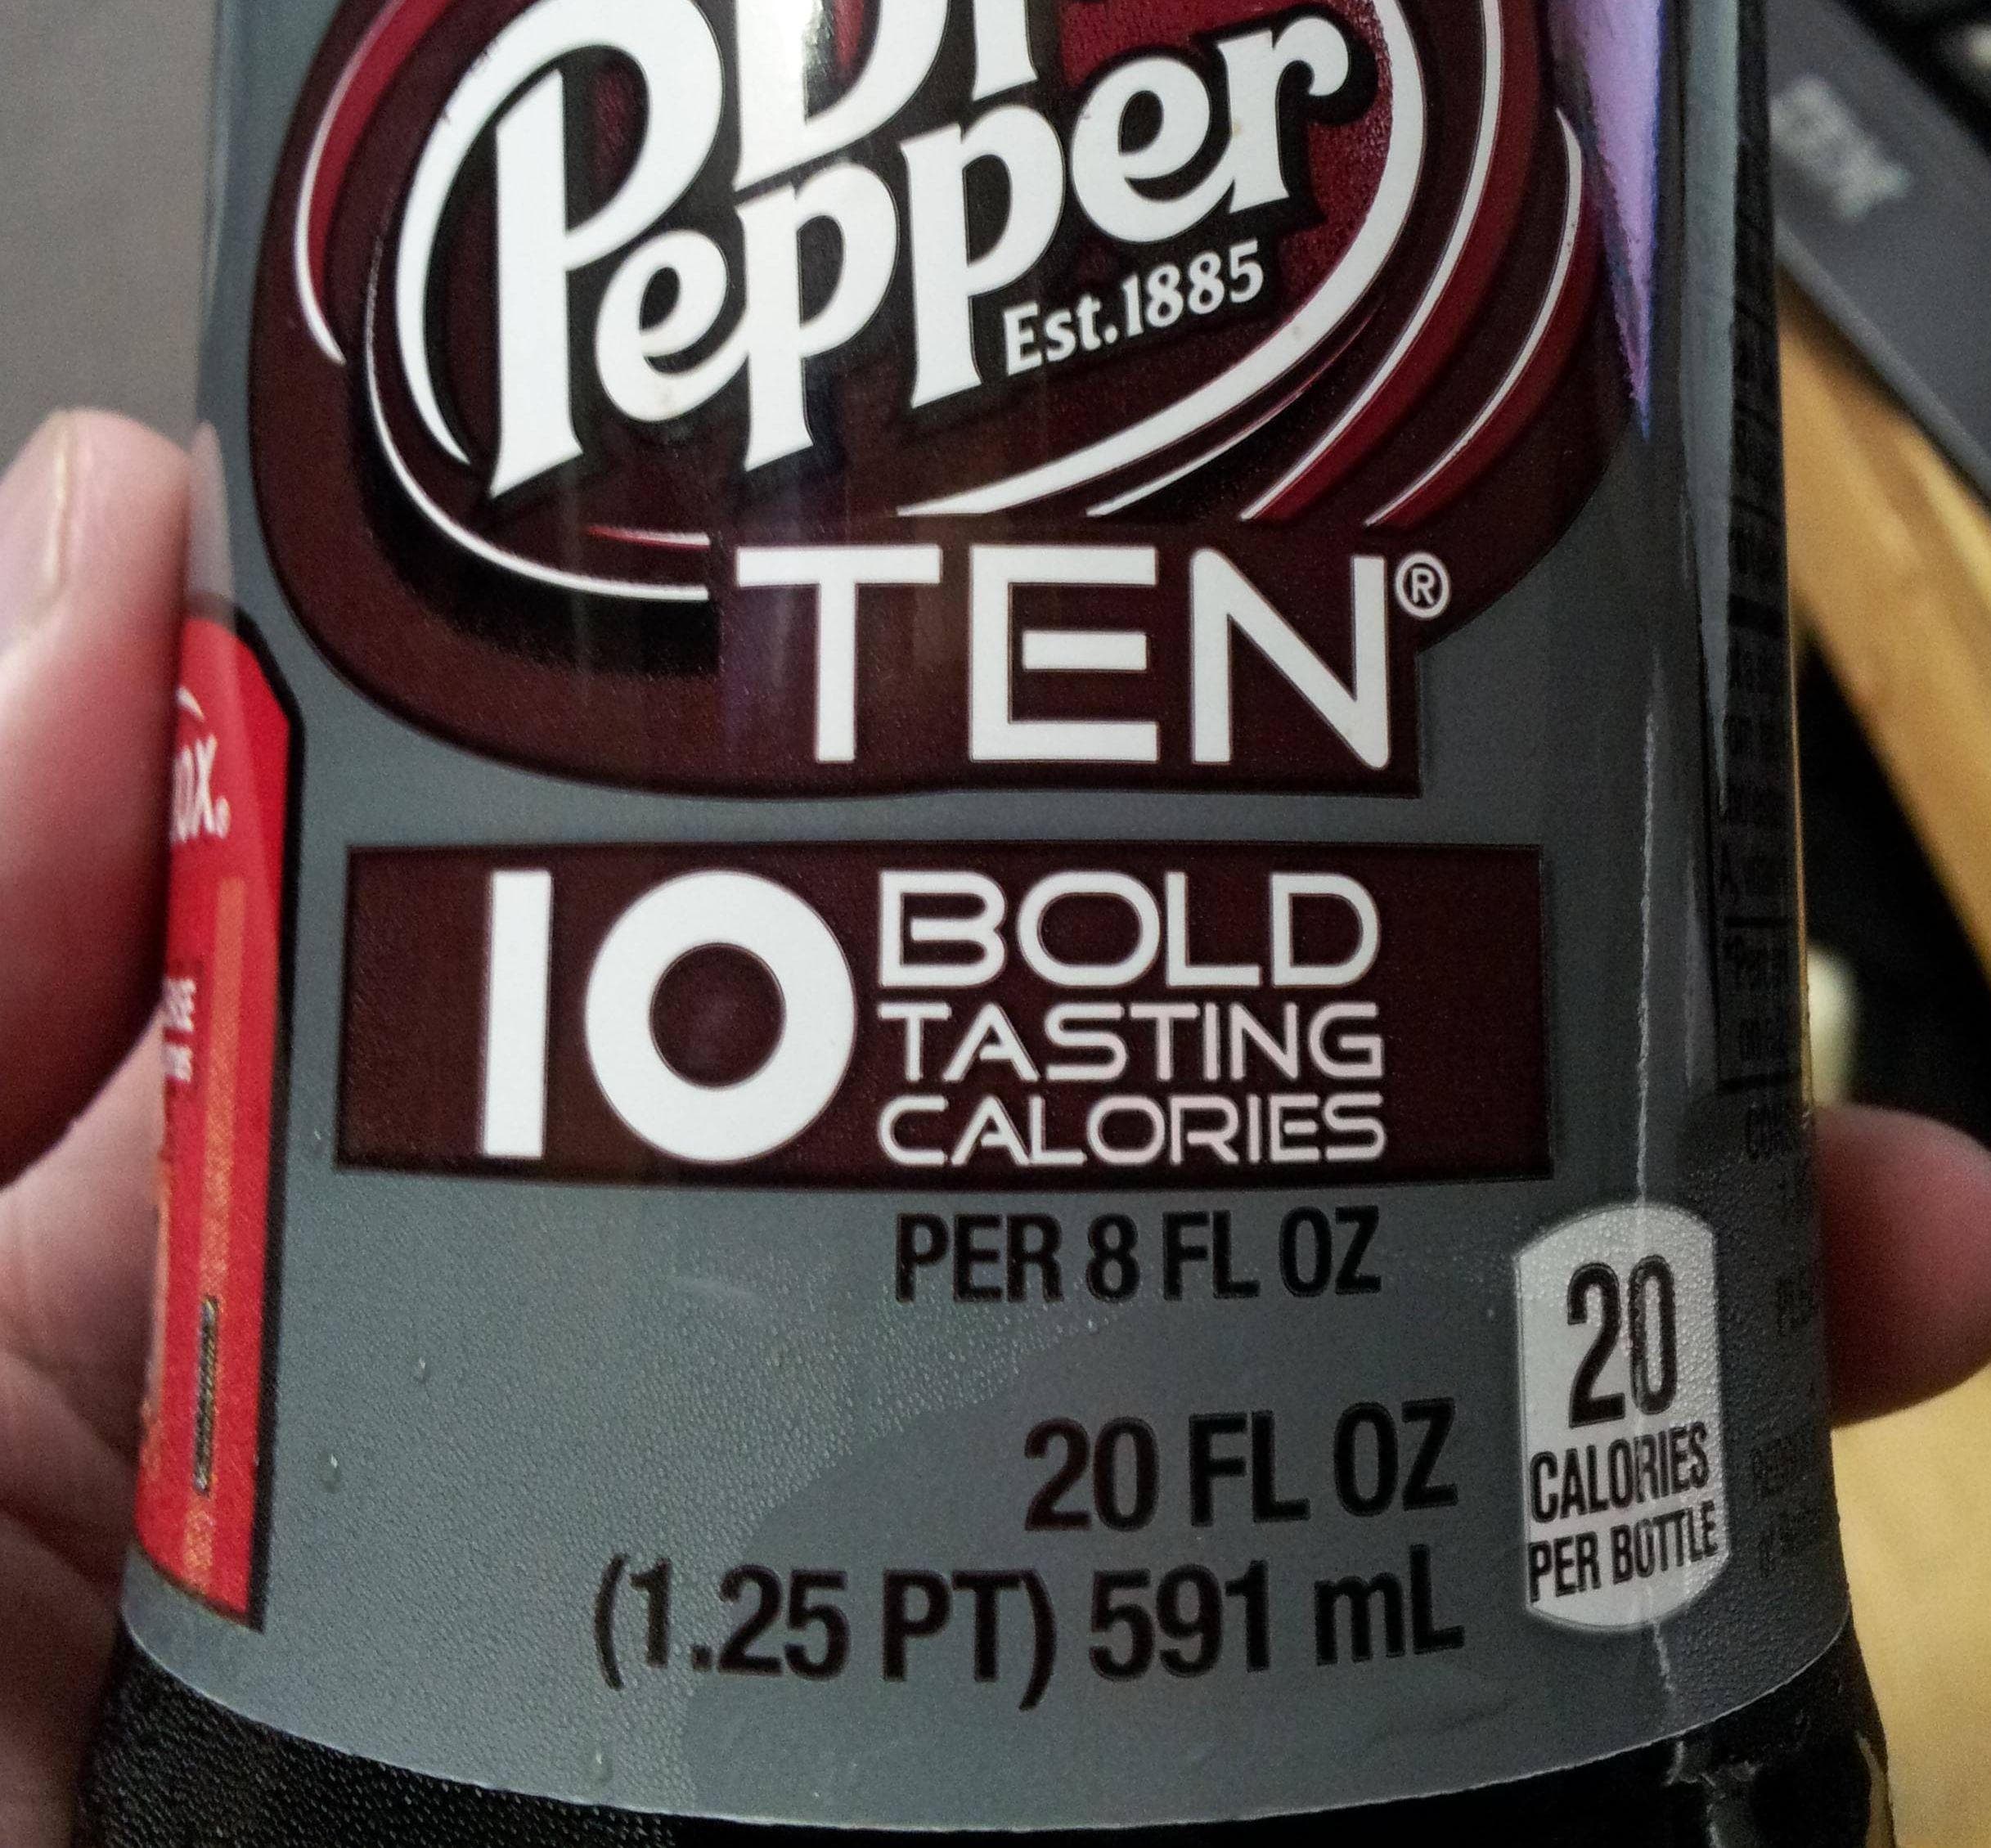 Dr
Pepper
Est.1885
TEN®
10 BOLD
TASTING
CALORIES
PER 8 FL OZ
20 FL OZ
(1.25 PT) 591 mL
20
CALORIES
PER BOTTLE